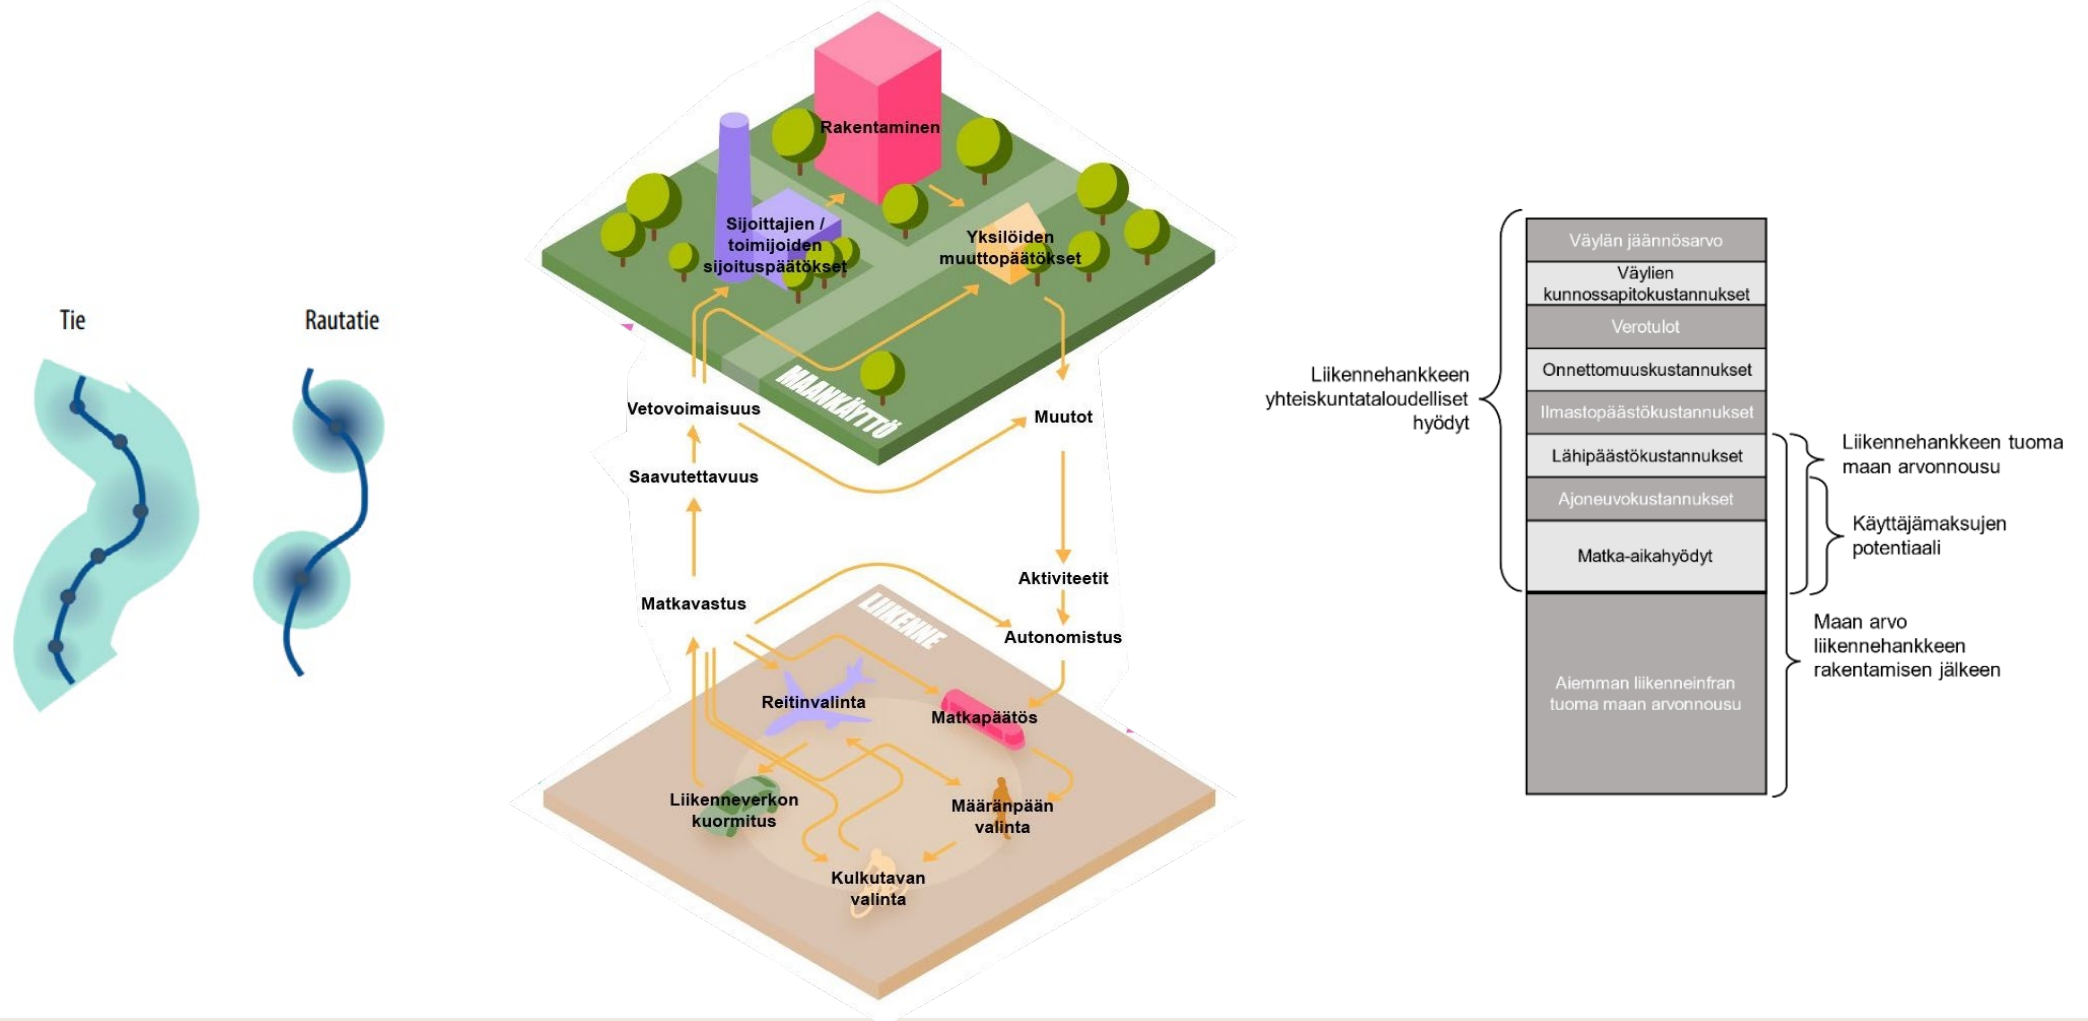 Tie
Rautatie
Rakentaminen
Sijoittajien /
toimijoiden
sijoituspäätökset
Yksilöiden
muuttopäätökset
MAANKÄYTTÖ
Vetovoimaisuus
Muutot
Saavutettavuus
Aktiviteetit
Matkavastus
Autonomistus
LIIKENNE
Reitinvalinta
Matkapäätös
Liikenneverkon
kuormitus
Määränpään
valinta
Kulkutavan
valinta
Liikennehankkeen
yhteiskuntataloudelliset
hyödyt
Väylän jäännösarvo
Väylien
kunnossapitokustannukset
Verotulot
Onnettomuuskustannukset
Ilmastopäästökustannukset
Lähipäästökustannukset
Ajoneuvokustannukset
Matka-aikahyödyt
Aiemman liikenneinfran
tuoma maan arvonnousu
Liikennehankkeen tuoma
maan arvonnousu
Käyttäjämaksujen
potentiaali
Maan arvo
liikennehankkeen
rakentamisen jälkeen